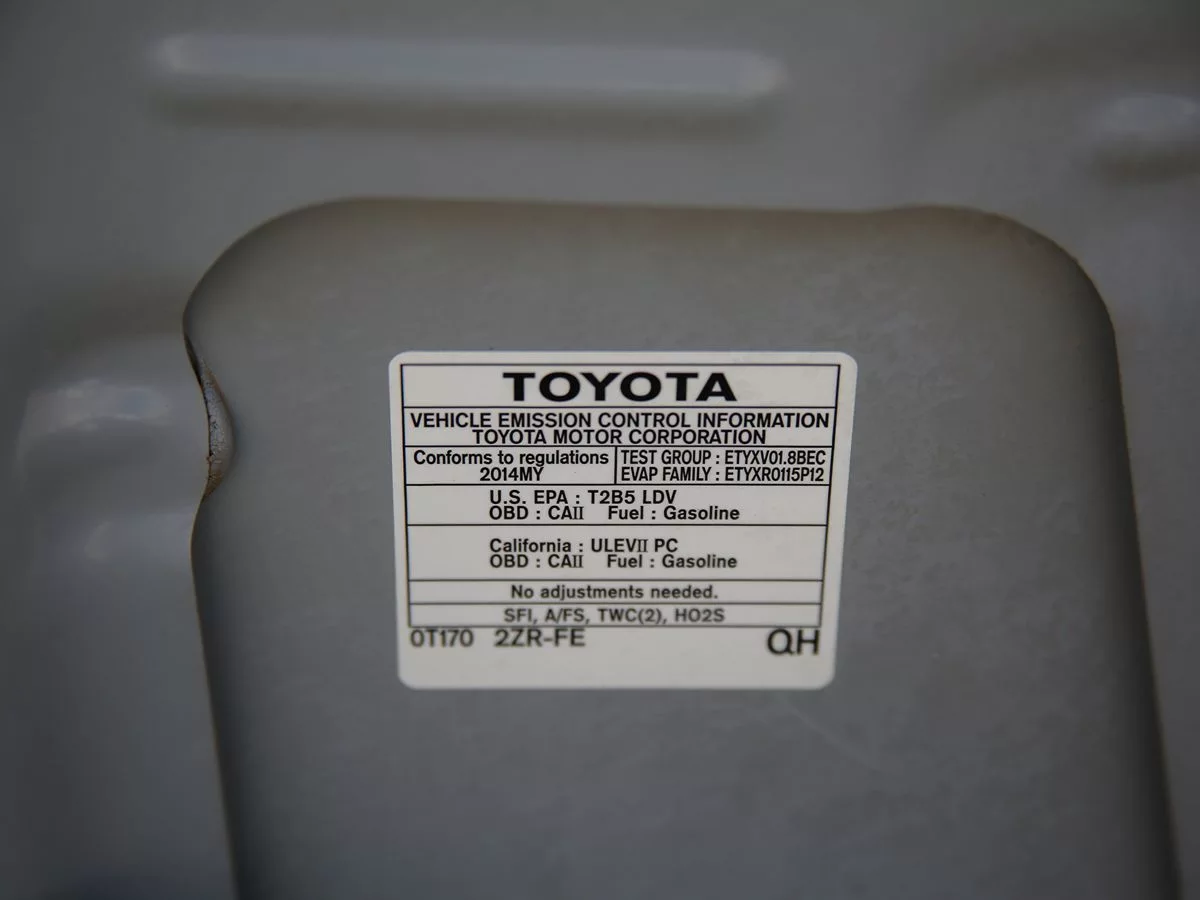 TOYOTA
VEHICLE EMISSION CONTROL INFORMATION
TOYOTA MOTOR CORPORATION
Conforms to regulations
2014MY
TEST GROUP : ETYXV01.8BEC
EVAP FAMILY : ETYXR0115P12
U.S. EPA : T2B5 LDV
OBD : CAII Fuel : Gasoline
California : ULEVII PC
OBD : CAII Fuel : Gasoline
No adjustments needed.
SFI, A/FS, TWC(2), HO2S
0T170 2ZR-FE QH